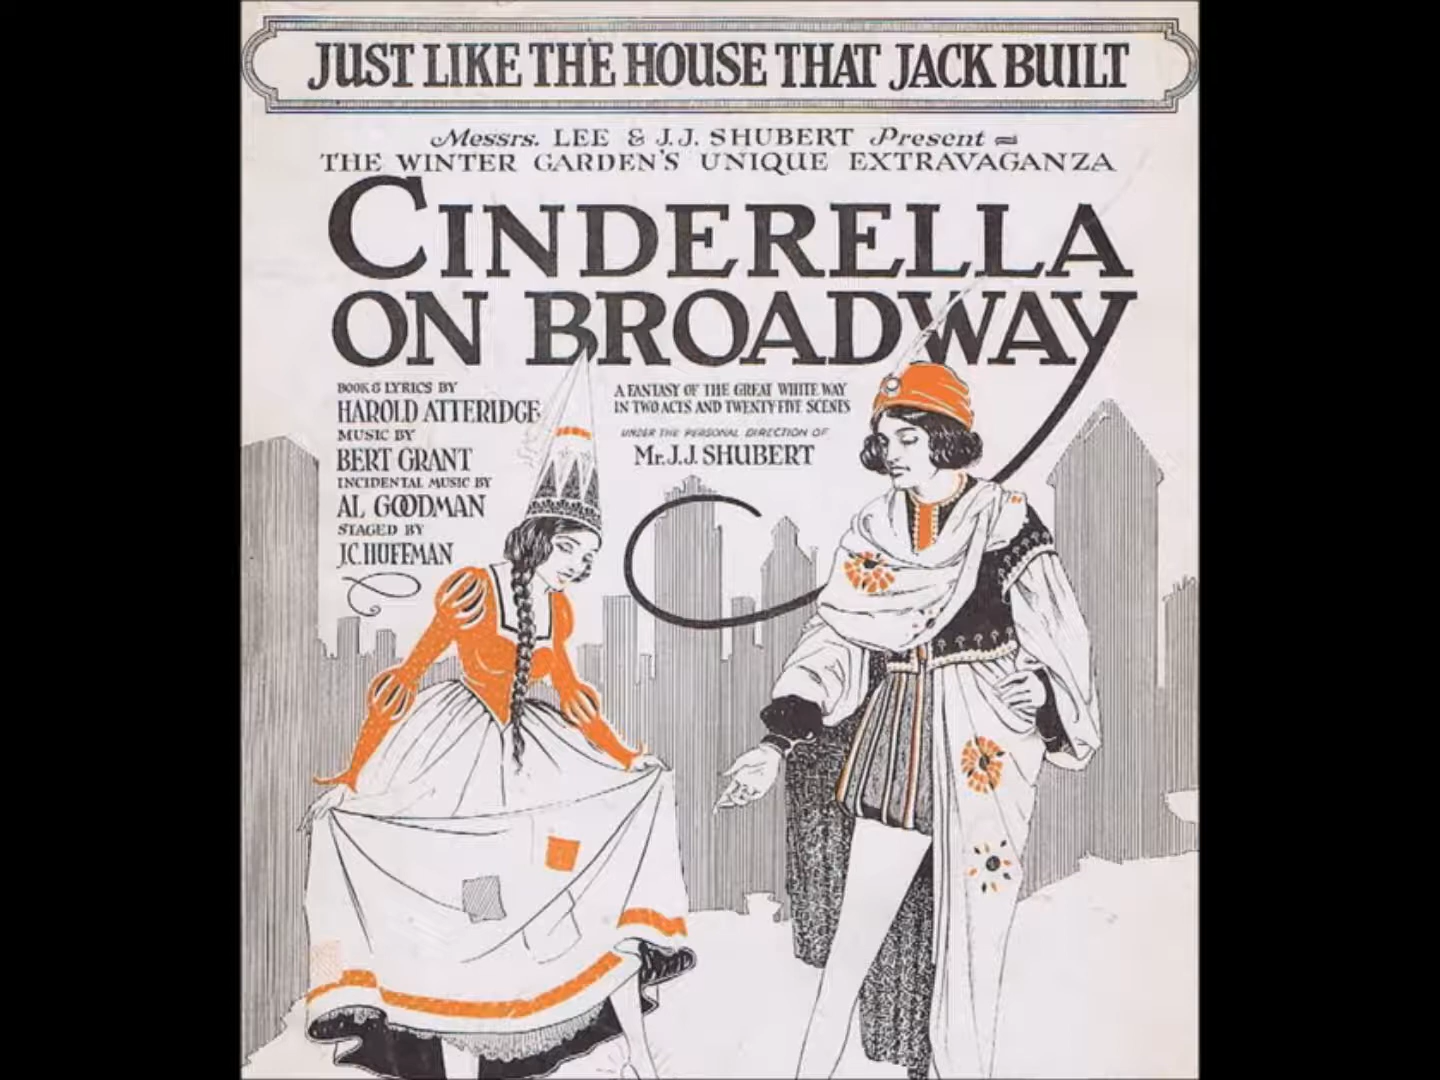 JUST LIKE THE HOUSE THAT JACK BUILT
Messrs. LEE & J.J. SHUBERT Present
THE WINTER GARDEN'S UNIQUE EXTRAVAGANZA
CINDERELLA
ON BROADWAY
BOOK & LYRICS BY
HAROLD ATTERIDGE
MUSIC BY
BERT GRANT
INCIDENTAL MUSIC BY
AL GOODMAN
STAGED BY
J.C. HUFFMAN
A FANTASY OF THE GREAT WHITE WAY
IN TWO ACTS AND TWENTY-FIVE SCENES
UNDER THE PERSONAL DIRECTION OF
Mr. J.J. SHUBERT